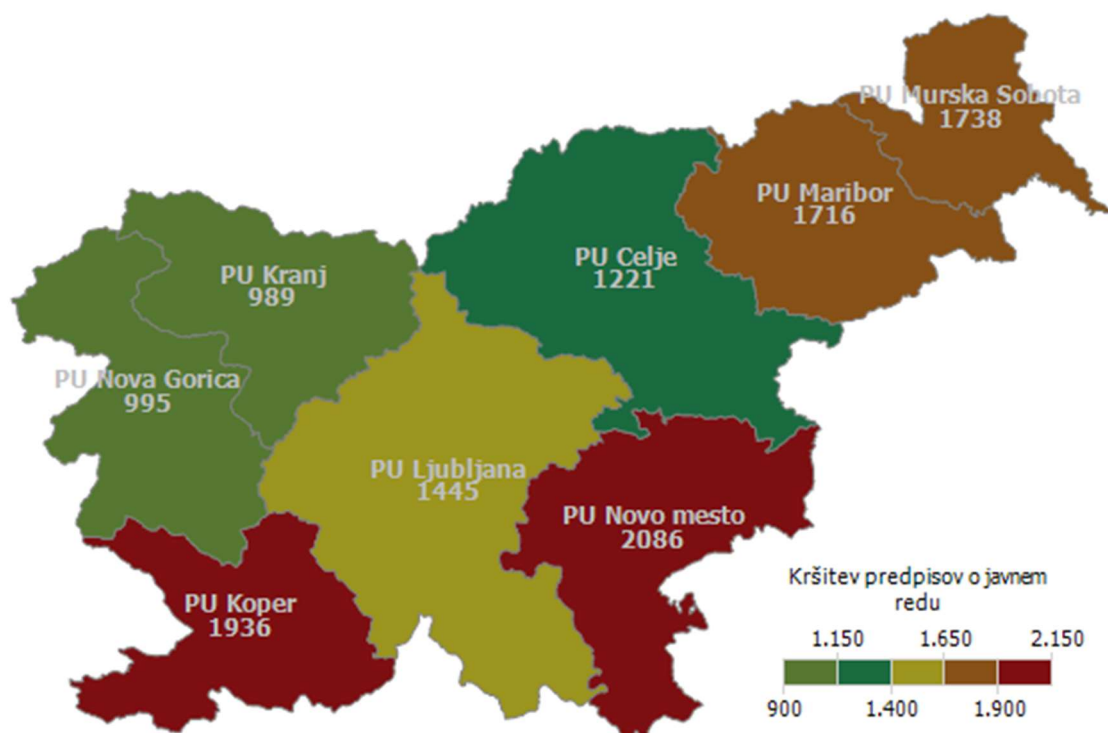 PU Murska Sobota
1738
PU Maribor
1716
PU Celje
1221
PU Kranj
989
PU Nova Gorica
995
PU Ljubljana
1445
PU Novo mesto
2086
PU Koper
1936
Kršitev predpisov o javnem
redu
1.150 1.650 2.150
900 1.400 1.900